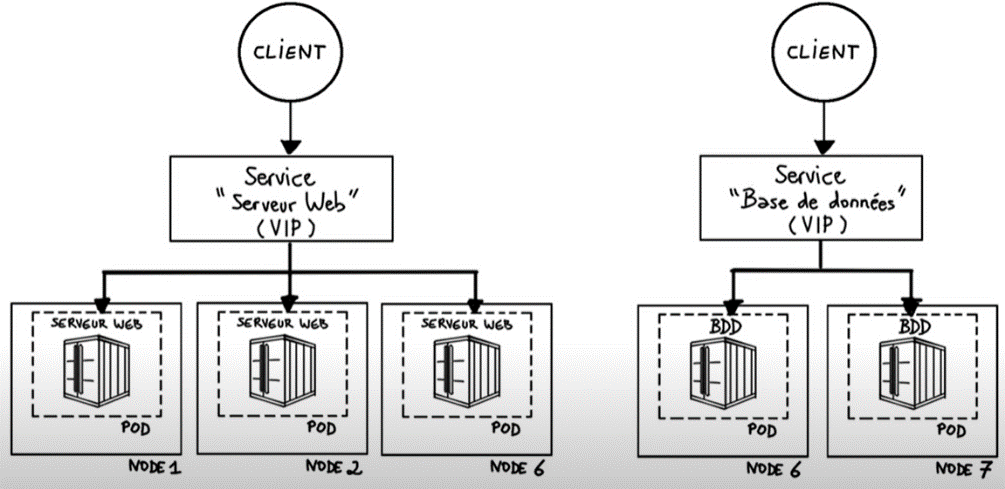 CLIENT
Service
"Serveur Web"
(VIP)
SERVEUR WEB
POD
NODE 1
SERVEUR WEB
POD
NODE 2
SERVEUR WEB
POD
NODE 6
CLIENT
Service
"Base de données"
(VIP)
BDD
POD
NODE 6
BDD
POD
NODE 7